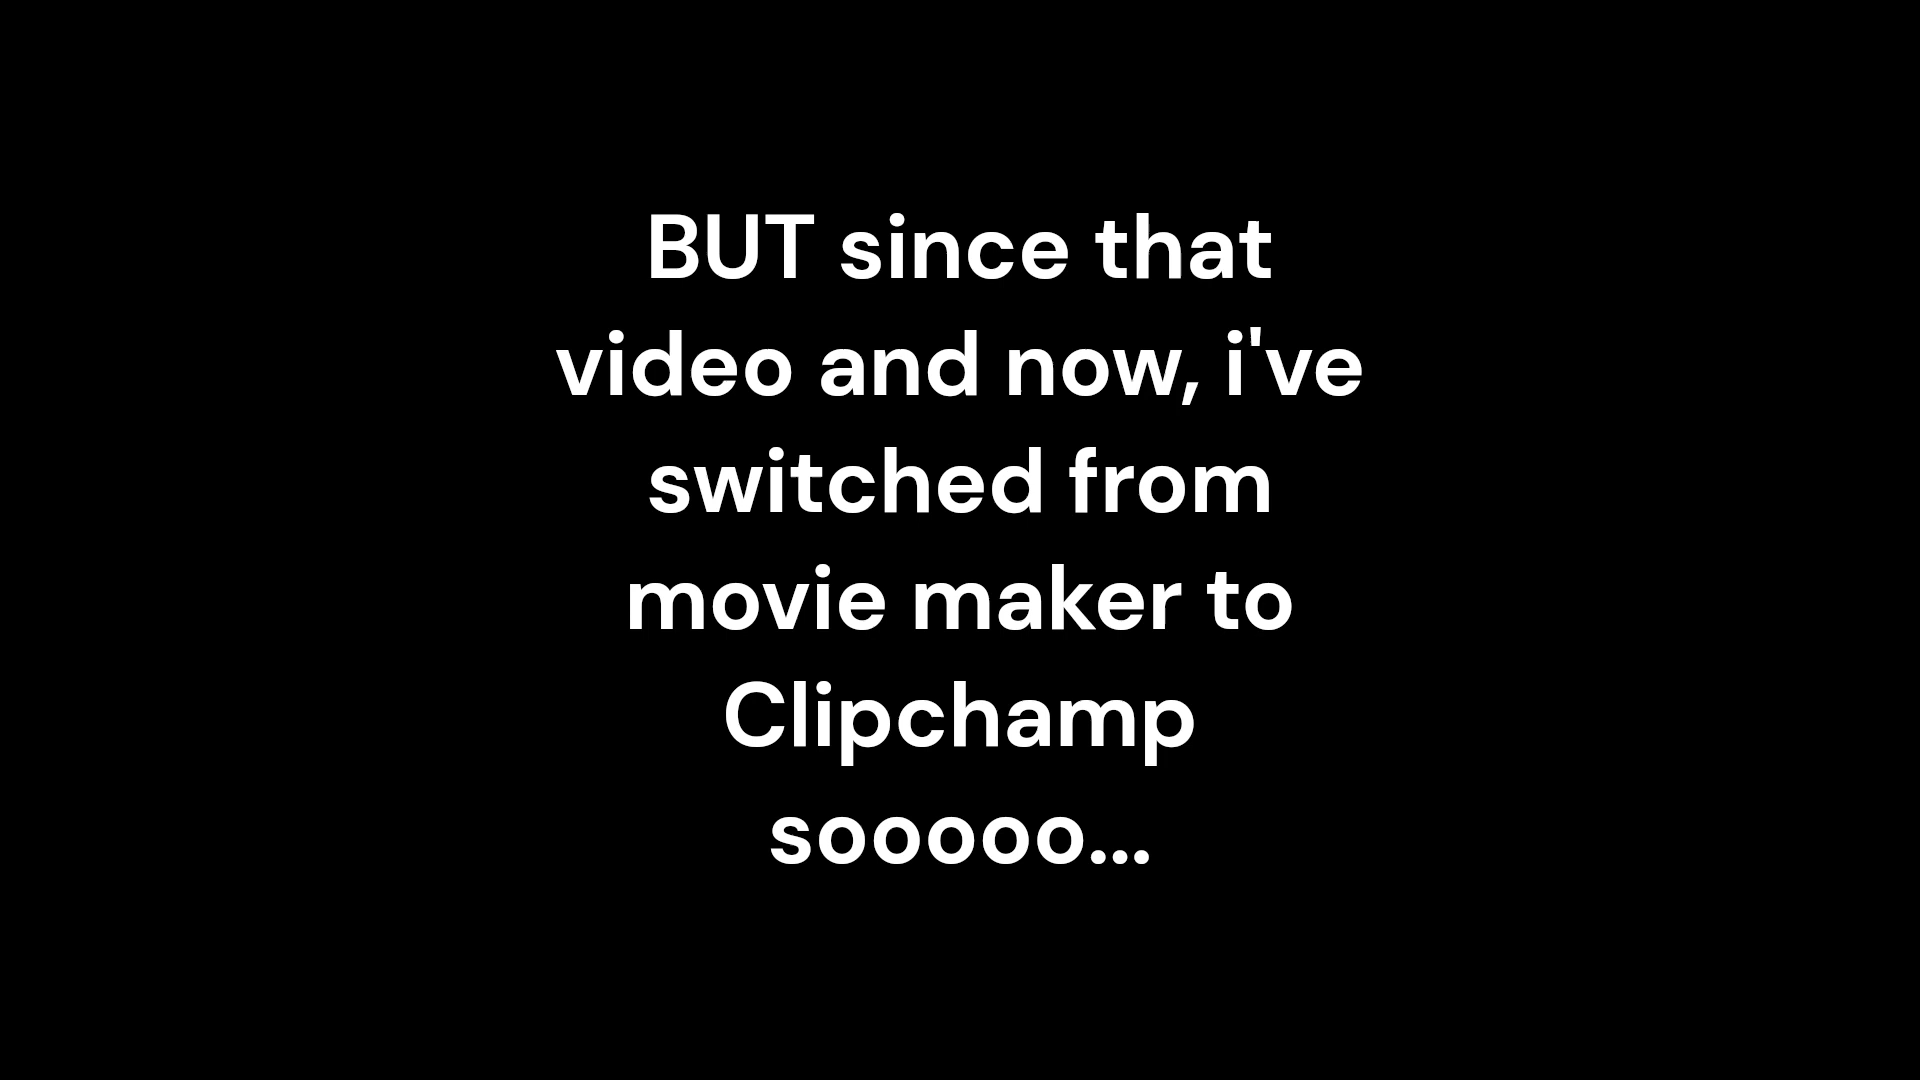 BUT since that
video and now, i've
switched from
movie maker to
Clipchamp
sooooo...